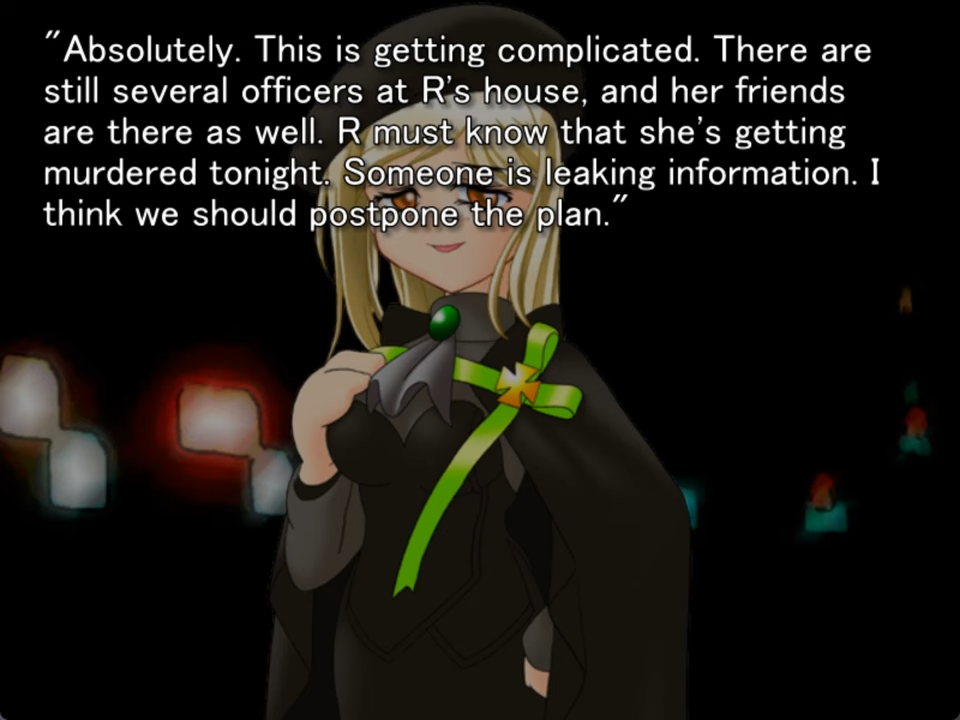 "Absolutely. This is getting complicated. There are
still several officers at R's house, and her friends
are there as well. R must know that she's getting
murdered tonight. Someone is leaking information. I
think we should postpone the plan."